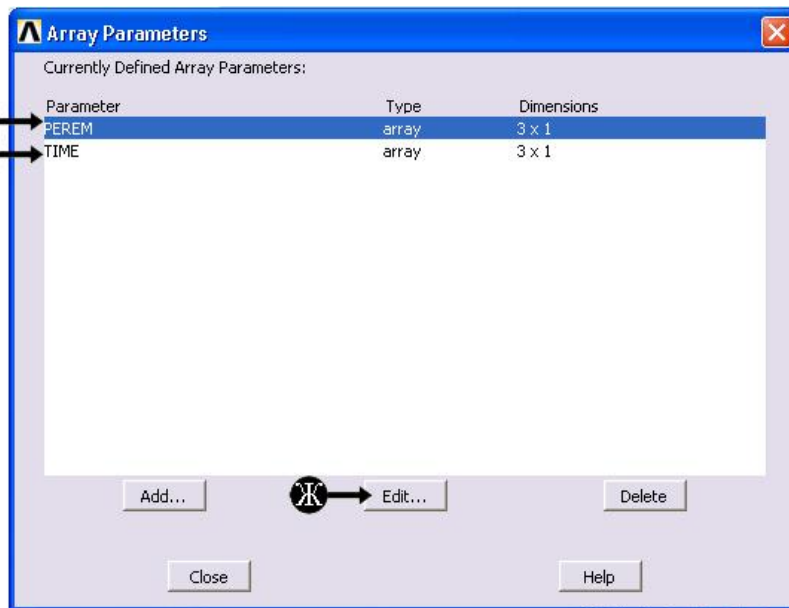 Array Parameters
Currently Defined Array Parameters:
Parameter Type Dimensions
PEREM array 3 x 1
TIME array 3 x 1
Add... Ж Edit... Delete
Close Help